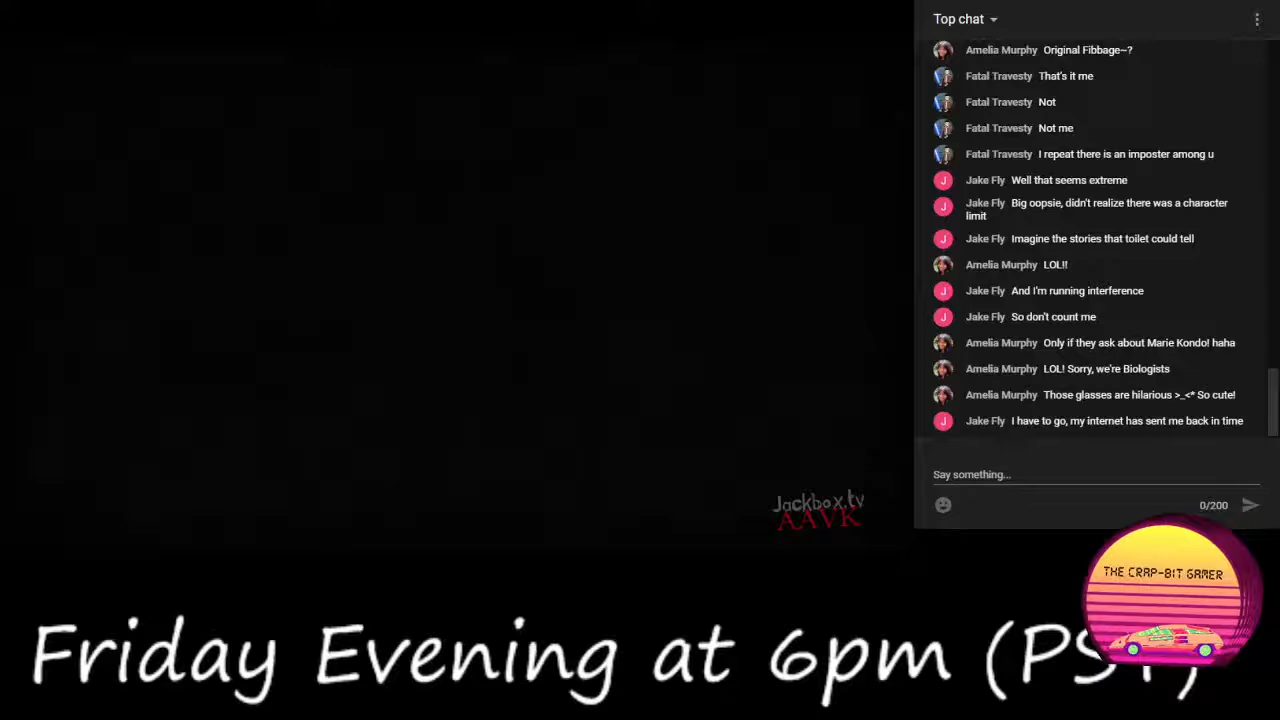 Top chat
Amelia Murphy Original Fibbage~?
Fatal Travesty That's it me
Fatal Travesty Not
Fatal Travesty Not me
Fatal Travesty I repeat there is an imposter among u
J Jake Fly Well that seems extreme
J Jake Fly Big oopsie, didn't realize there was a character
limit
J Jake Fly Imagine the stories that toilet could tell
Amelia Murphy LOL!!
J Jake Fly And I'm running interference
J Jake Fly So don't count me
Amelia Murphy Only if they ask about Marie Kondo! haha
Amelia Murphy LOL! Sorry, we're Biologists
Amelia Murphy Those glasses are hilarious >_<* So cute!
J Jake Fly I have to go, my internet has sent me back in time
Say something...
0/200
Jackbox.tv
AAVK
THE CRAP-BIT GAMER
Friday Evening at 6pm (PST)